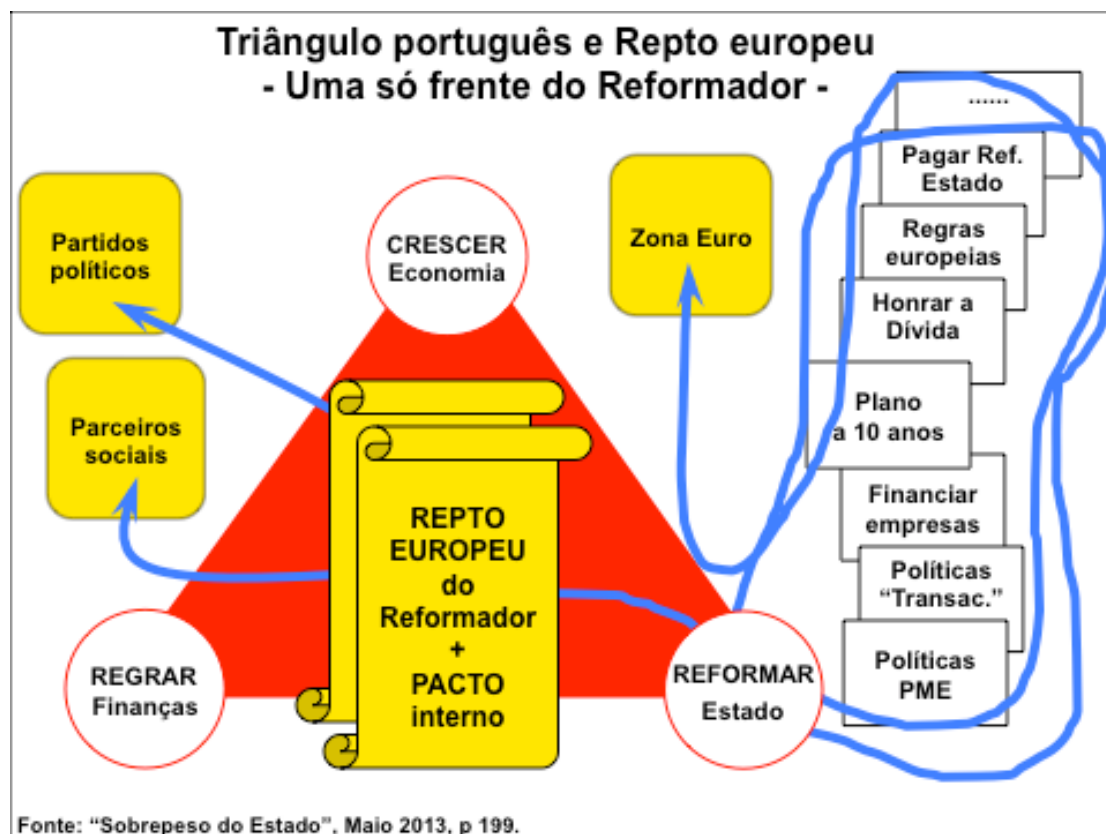 Triângulo português e Repto europeu
- Uma só frente do Reformador -
......
Pagar Ref.
Estado
Regras
europeias
Honrar a
Dívida
Plano
a 10 anos
Financiar
empresas
Políticas
“Transac.”
Políticas
PME
Partidos
políticos
Parceiros
sociais
CRESCER
Economia
Zona Euro
REPTO
EUROPEU
do
Reformador
+
PACTO
interno
REGRAR
Finanças
REFORMAR
Estado
Fonte: “Sobrepeso do Estado”, Maio 2013, p 199.